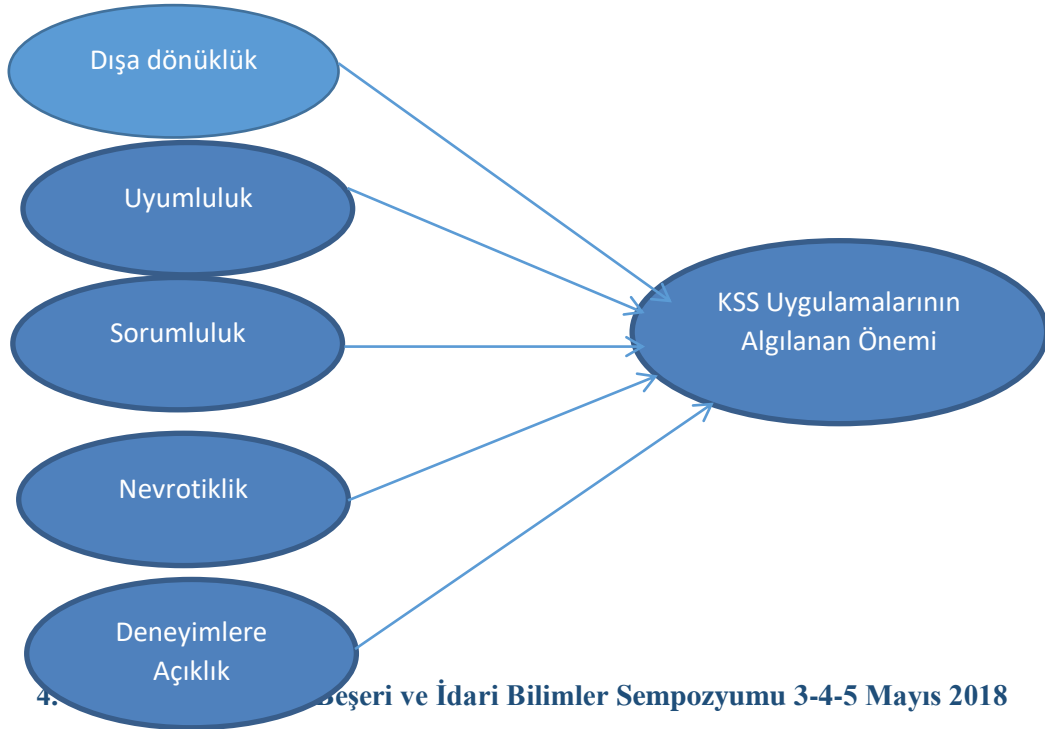 Dışa dönüklük
Uyumluluk
Sorumluluk
KSS Uygulamalarının
Algılanan Önemi
Nevrotiklik
Deneyimlere
Açıklık
4. Beşeri ve İdari Bilimler Sempozyumu 3-4-5 Mayıs 2018